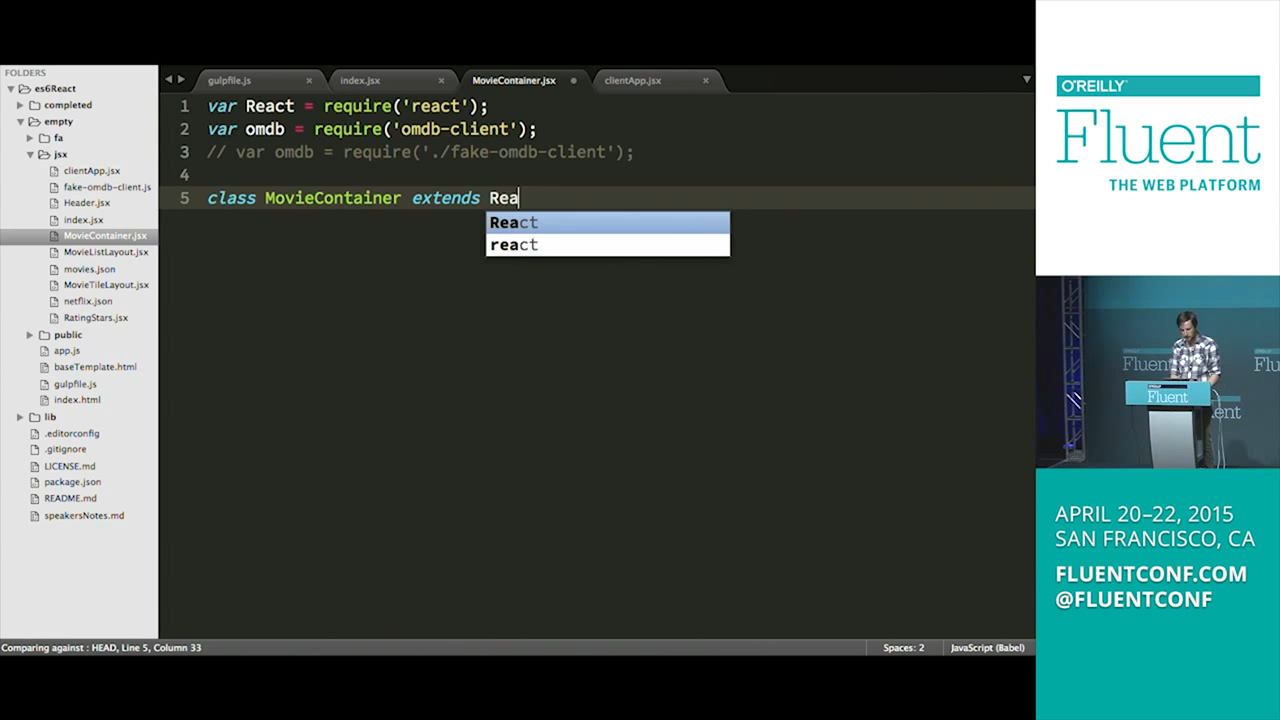 FOLDERS
es6React
completed
empty
fa
jsx
clientApp.jsx
fake-omdb-client.js
Header.jsx
index.jsx
MovieContainer.jsx
MovieListLayout.jsx
movies.json
MovieTileLayout.jsx
netflix.json
RatingStars.jsx
public
app.js
baseTemplate.html
gulpfile.js
index.html
lib
.editorconfig
.gitignore
LICENSE.md
package.json
README.md
speakersNotes.md
gulpfile.js × index.jsx × MovieContainer.jsx clientApp.jsx ×
1 var React = require('react');
2 var omdb = require('omdb-client');
3 // var omdb = require('./fake-omdb-client');
4
5 class MovieContainer extends Rea
React
react
Comparing against : HEAD, Line 5, Column 33
Spaces: 2
JavaScript (Babel)
O'REILLY
Fluent
THE WEB PLATFORM
Fluent
Flu
Fluent
ent
APRIL 20–22, 2015
SAN FRANCISCO, CA
FLUENTCONF.COM
@FLUENTCONF